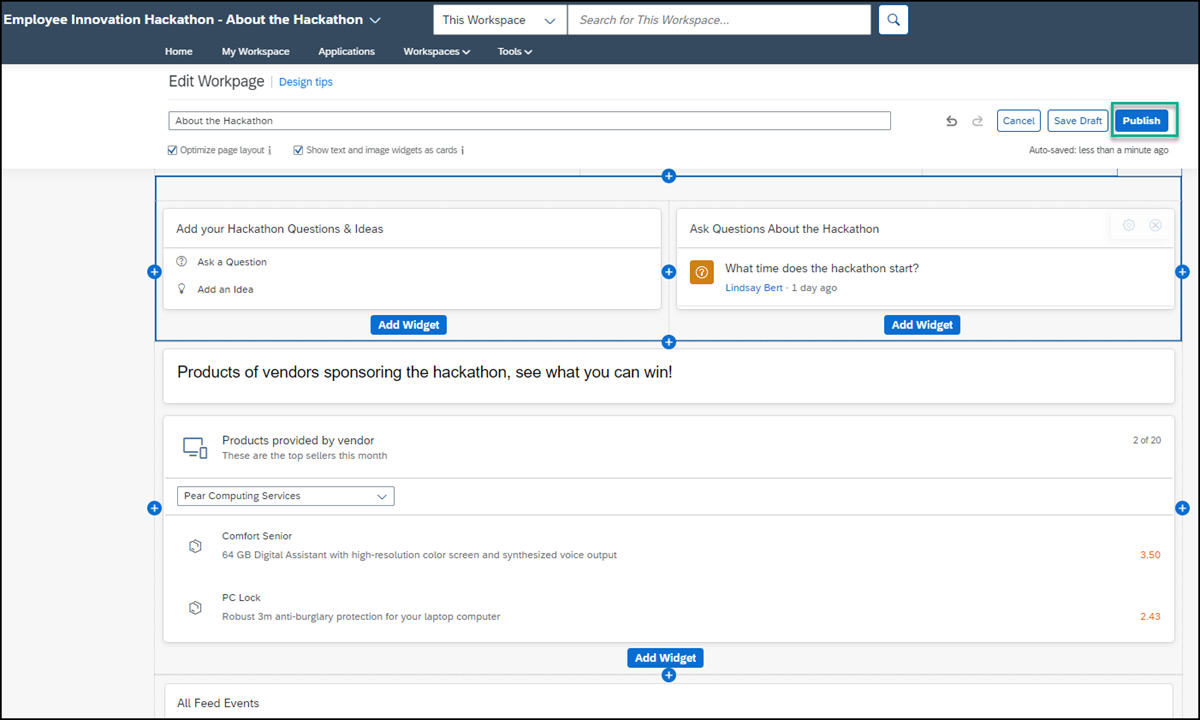 Employee Innovation Hackathon - About the Hackathon
This Workspace
Search for This Workspace...
Home
My Workspace
Applications
Workspaces
Tools
Edit Workpage
Design tips
About the Hackathon
Cancel
Save Draft
Publish
Optimize page layout
Show text and image widgets as cards
Auto-saved: less than a minute ago
Add your Hackathon Questions & Ideas
Ask a Question
Add an Idea
Add Widget
Ask Questions About the Hackathon
What time does the hackathon start?
Lindsay Bert - 1 day ago
Add Widget
Products of vendors sponsoring the hackathon, see what you can win!
Products provided by vendor
2 of 20
These are the top sellers this month
Pear Computing Services
Comfort Senior
64 GB Digital Assistant with high-resolution color screen and synthesized voice output
3.50
PC Lock
Robust 3m anti-burglary protection for your laptop computer
2.43
Add Widget
All Feed Events